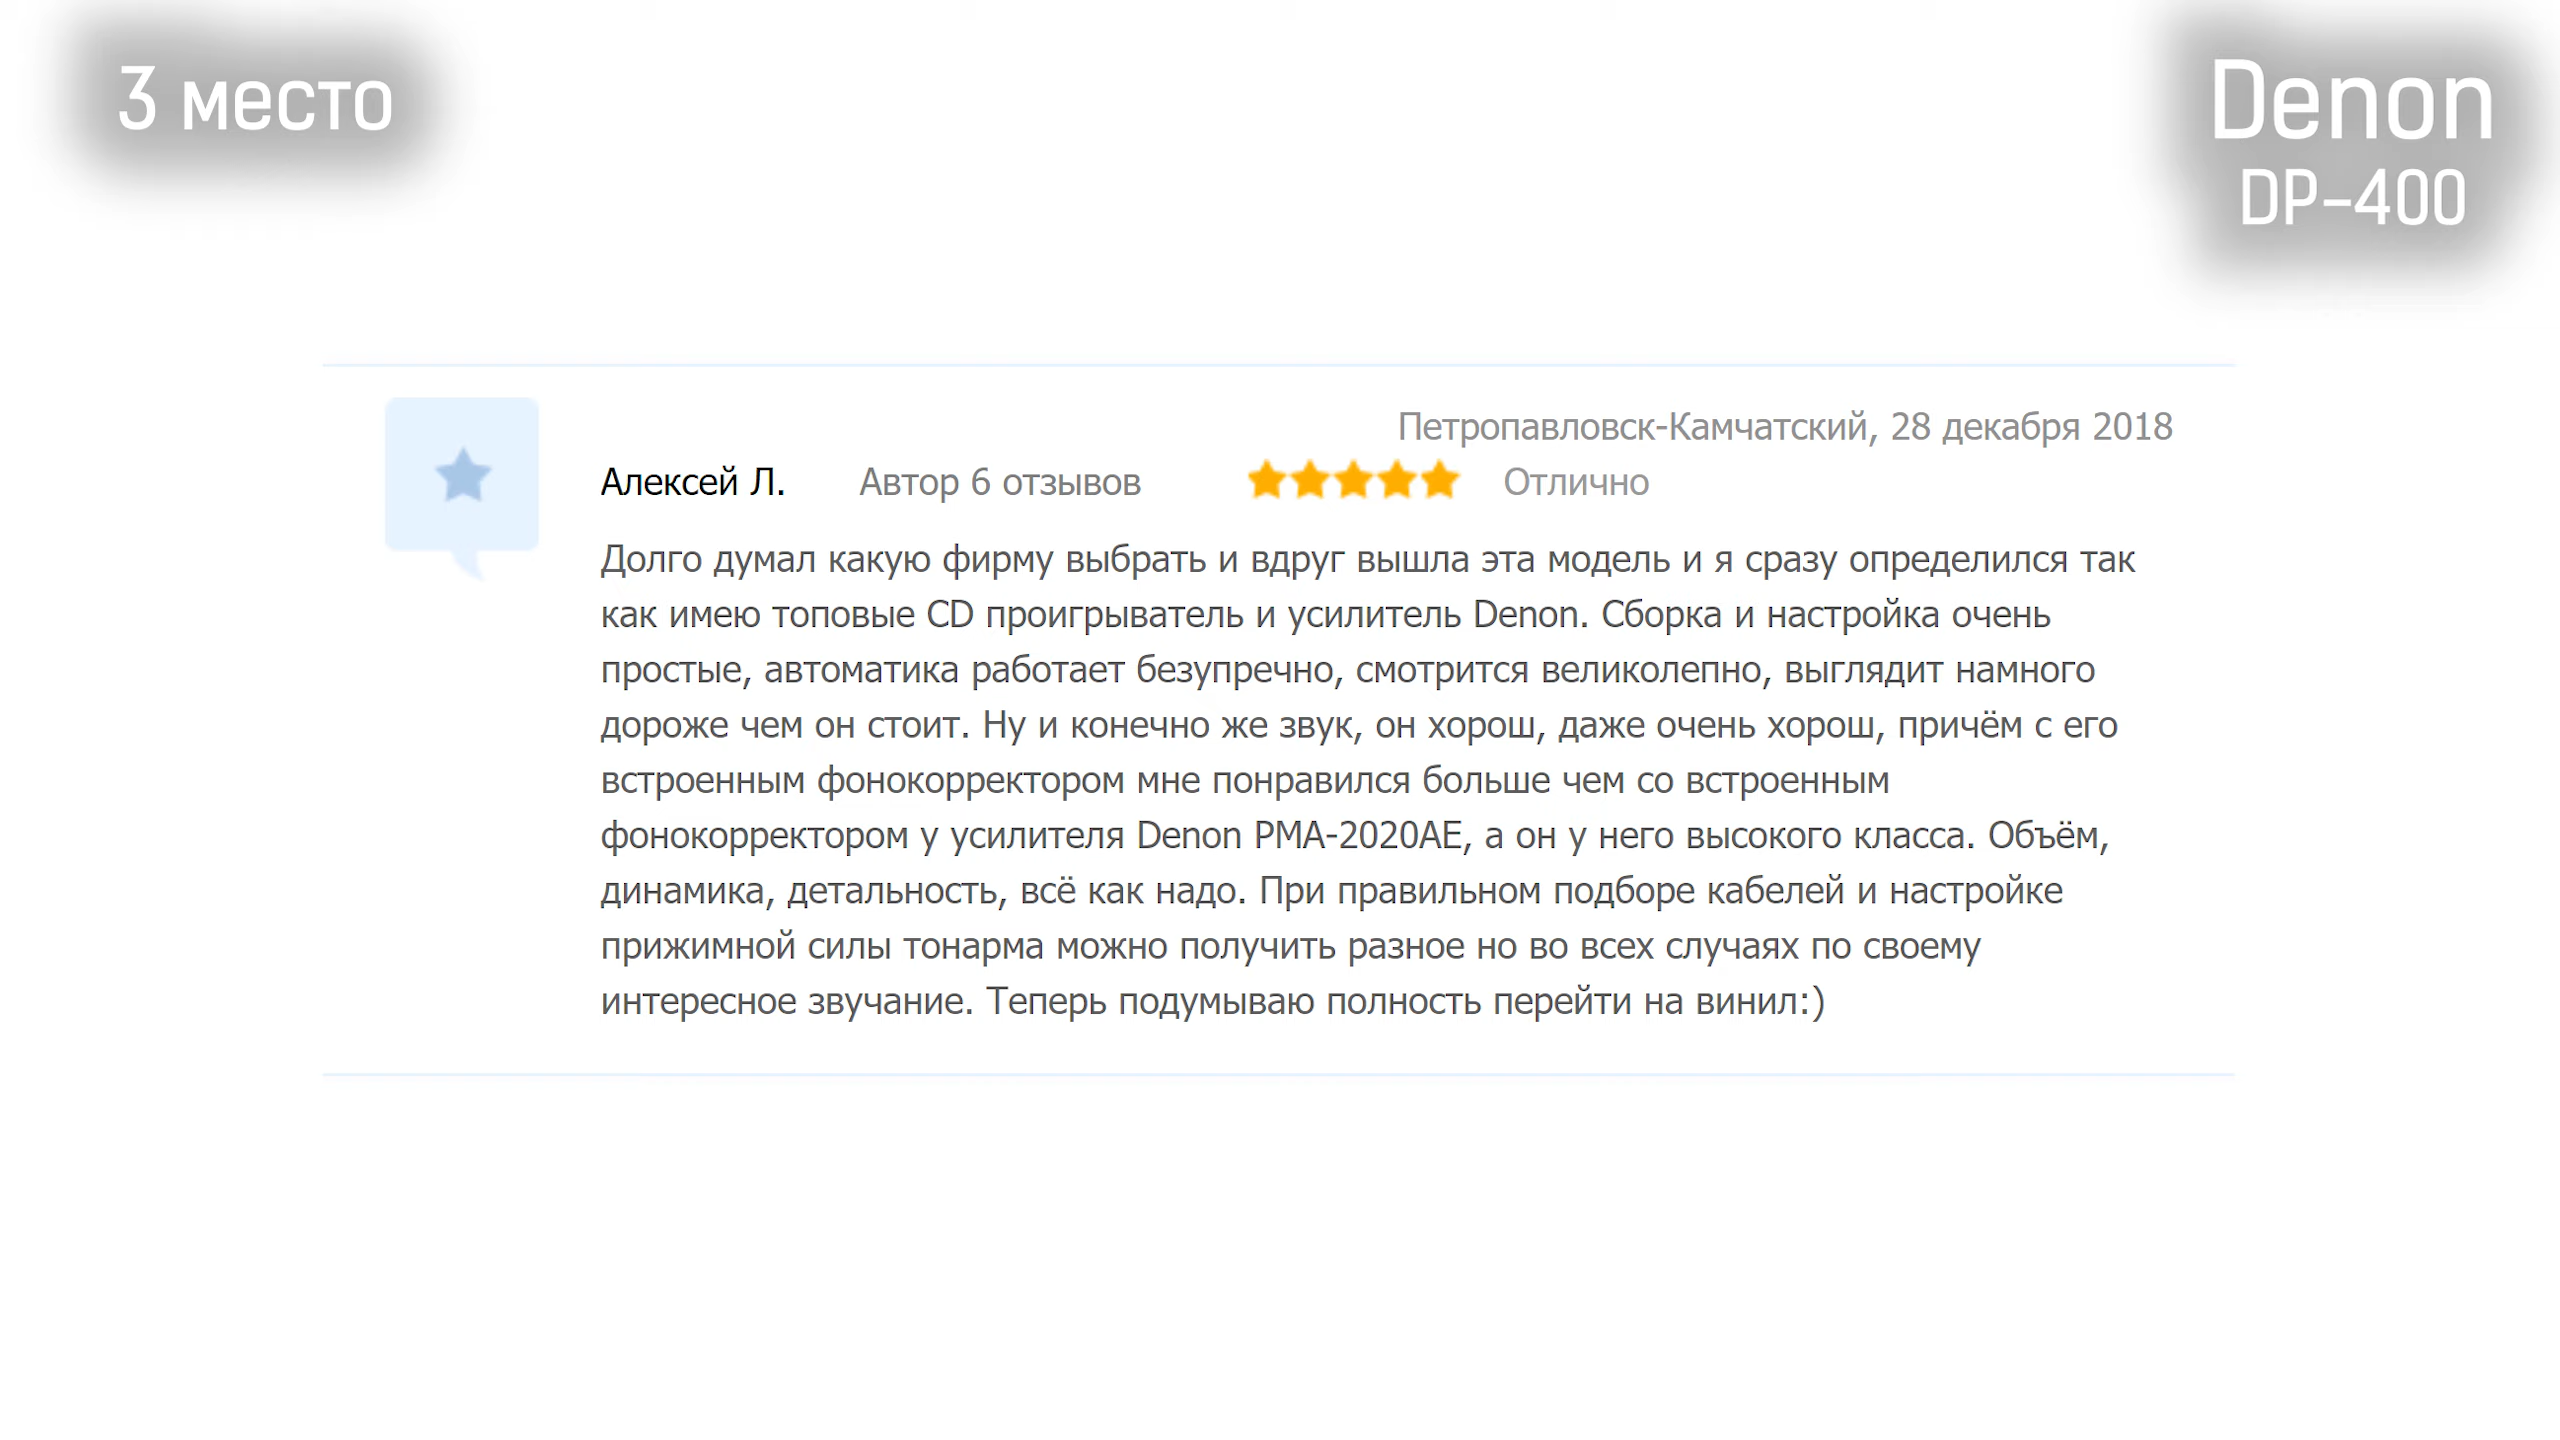 3 место
Denon
DP-400
Петропавловск-Камчатский, 28 декабря 2018
Алексей Л. Автор 6 отзывов Отлично
Долго думал какую фирму выбрать и вдруг вышла эта модель и я сразу определился так
как имею топовые CD проигрыватель и усилитель Denon. Сборка и настройка очень
простые, автоматика работает безупречно, смотрится великолепно, выглядит намного
дороже чем он стоит. Ну и конечно же звук, он хорош, даже очень хорош, причём с его
встроенным фонокорректором мне понравился больше чем со встроенным
фонокорректором у усилителя Denon PMA-2020AE, а он у него высокого класса. Объём,
динамика, детальность, всё как надо. При правильном подборе кабелей и настройке
прижимной силы тонарма можно получить разное но во всех случаях по своему
интересное звучание. Теперь подумываю полность перейти на винил:)